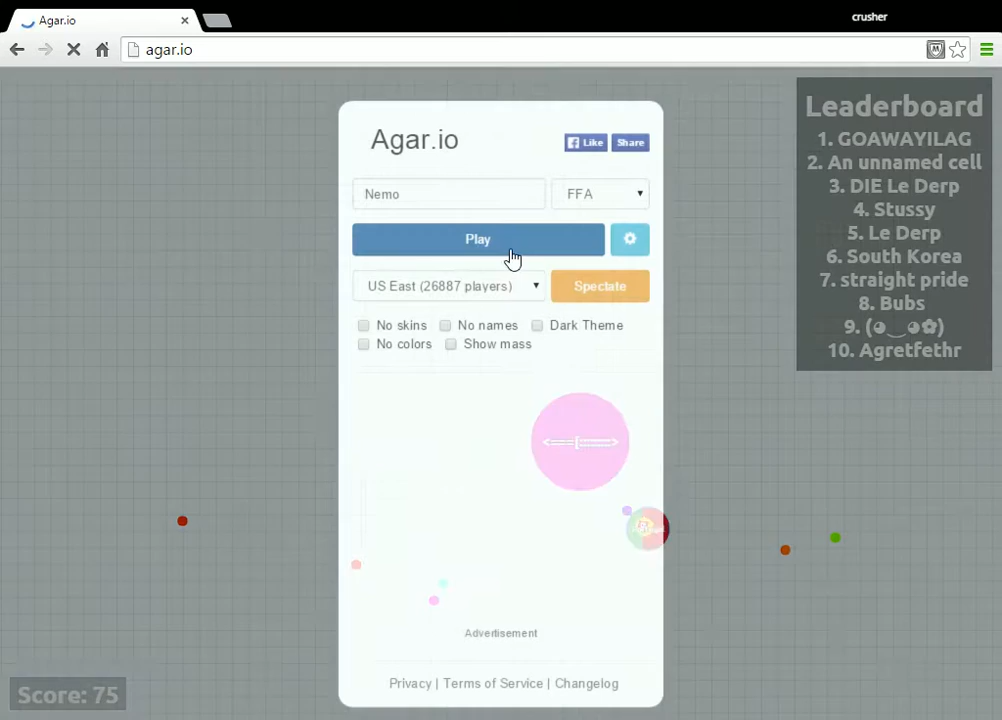 Agar.io
crusher
agar.io
Leaderboard
1. GOAWAYILAG
2. An unnamed cell
3. DIE Le Derp
4. Stussy
5. Le Derp
6. South Korea
7. straight pride
8. Bubs
9. (◕‿◕✿)
10. Agretfethr
Agar.io
Like
Share
Nemo
FFA
Play
US East (26887 players)
Spectate
No skins
No names
Dark Theme
No colors
Show mass
Advertisement
Privacy | Terms of Service | Changelog
Score: 75